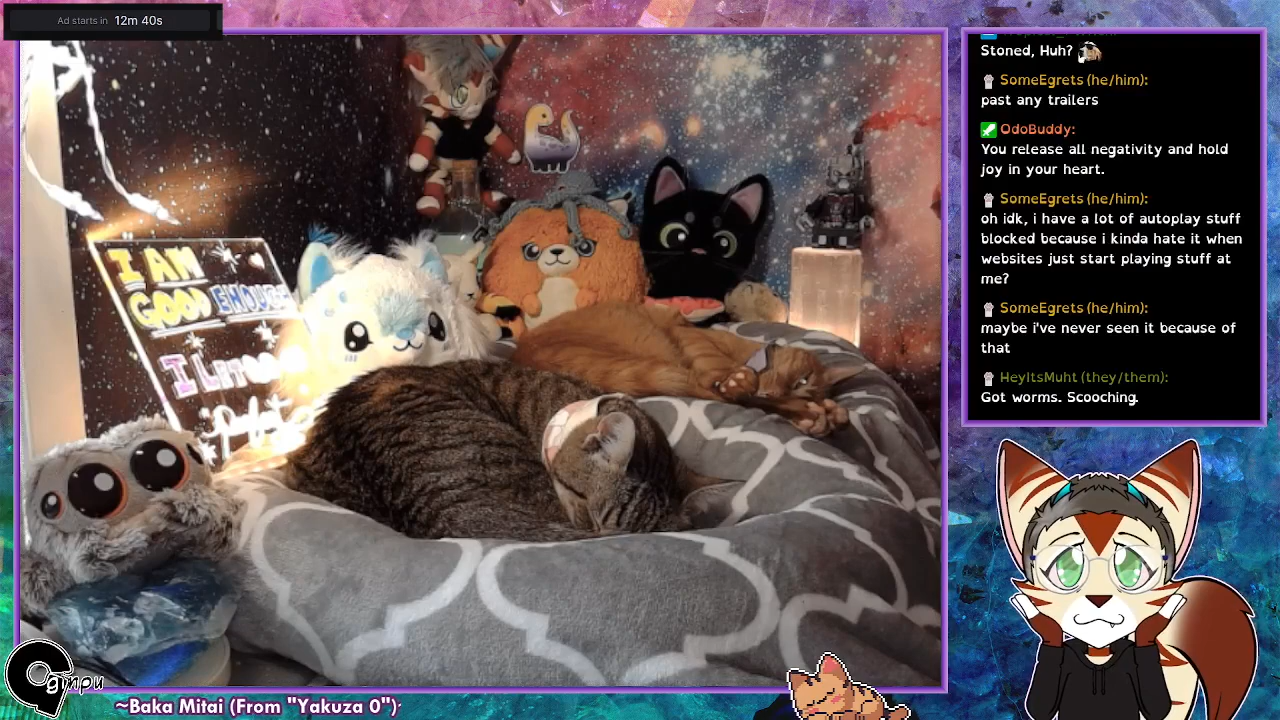 Ad starts in 12m 40s
Stoned, Huh?
SomeEgrets (he/him):
past any trailers
OdoBuddy:
You release all negativity and hold
joy in your heart.
SomeEgrets (he/him):
oh idk, i have a lot of autoplay stuff
blocked because i kinda hate it when
websites just start playing stuff at
me?
SomeEgrets (he/him):
maybe i've never seen it because of
that
HeyItsMuht (they/them):
Got worms. Scooching.
I AM
GOOD ENOUGH
ginpu
~Baka Mitai (From "Yakuza 0")~